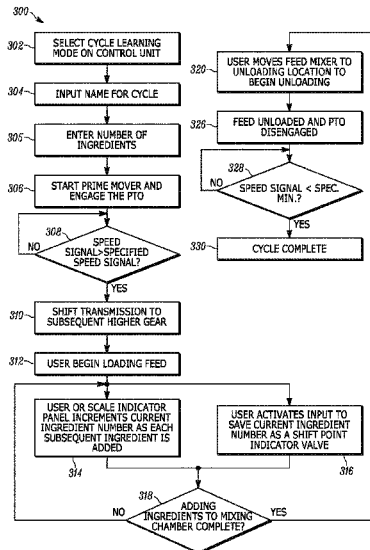 300
302
SELECT CYCLE LEARNING
MODE ON CONTROL UNIT
304
INPUT NAME FOR CYCLE
305
ENTER NUMBER OF
INGREDIENTS
306
START PRIME MOVER AND
ENGAGE THE PTO
308
NO
SPEED
SIGNAL>SPECIFIED
SPEED SIGNAL?
YES
310
SHIFT TRANSMISSION TO
SUBSEQUENT HIGHER GEAR
312
USER BEGIN LOADING FEED
USER OR SCALE INDICATOR
PANEL INCREMENTS CURRENT
INGREDIENT NUMBER AS EACH
SUBSEQUENT INGREDIENT IS
ADDED
314
USER ACTIVATES INPUT TO
SAVE CURRENT INGREDIENT
NUMBER AS A SHIFT POINT
INDICATOR VALVE
316
318
NO
ADDING
INGREDIENTS TO MIXING
CHAMBER COMPLETE?
YES
320
USER MOVES FEED MIXER TO
UNLOADING LOCATION TO
BEGIN UNLOADING
326
FEED UNLOADED AND PTO
DISENGAGED
328
NO
SPEED SIGNAL < SPEC.
MIN.?
YES
330
CYCLE COMPLETE